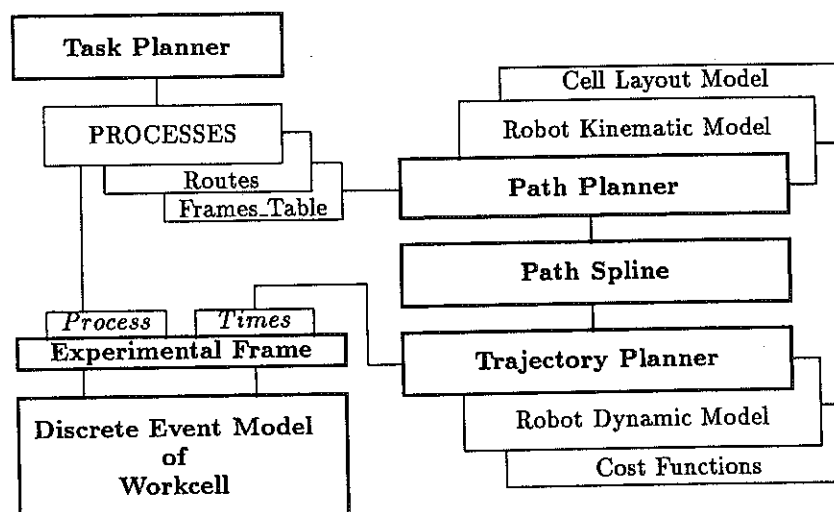 Task Planner
PROCESSES
Routes
Frames_Table
Cell Layout Model
Robot Kinematic Model
Path Planner
Path Spline
Process
Times
Experimental Frame
Trajectory Planner
Robot Dynamic Model
Cost Functions
Discrete Event Model
of
Workcell